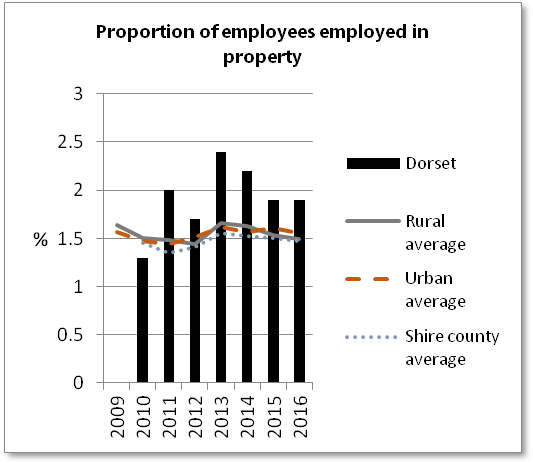 Proportion of employees employed in
property
3
2.5
2
1.5
1
0.5
0
%
2009
2010
2011
2012
2013
2014
2015
2016
Dorset
Rural
average
Urban
average
Shire county
average